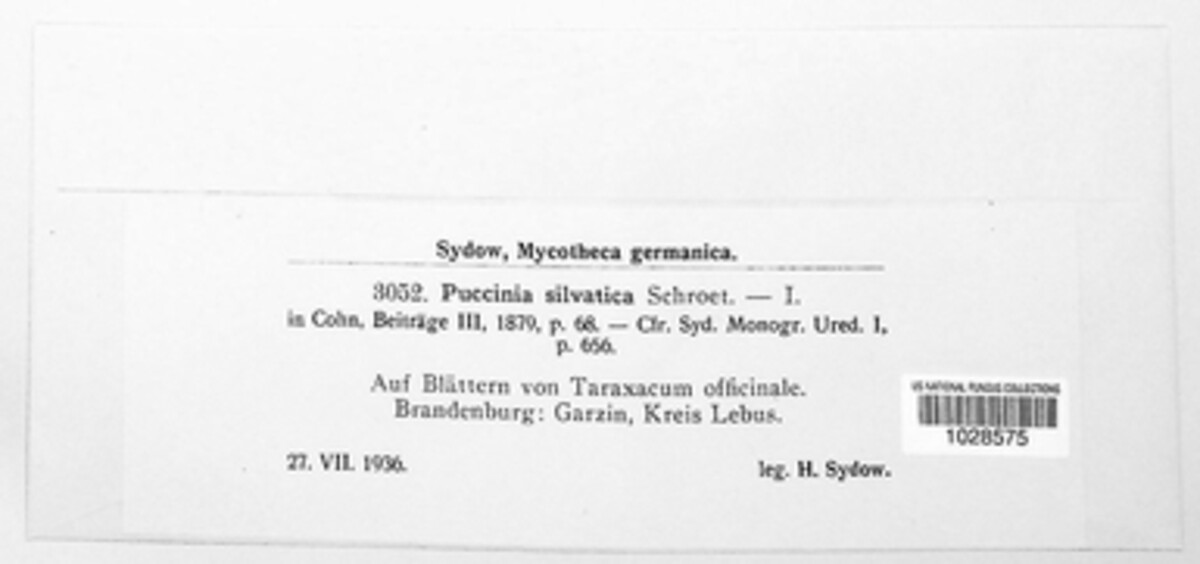 Sydow, Mycotheca germanica.
3052. Puccinia silvatica Schroet. — I.
in Cohn, Beiträge III, 1879, p. 68. — Cfr. Syd. Monogr. Ured. I,
p. 656.
Auf Blättern von Taraxacum officinale.
Brandenburg: Garzin, Kreis Lebus.
27. VII. 1936.
leg. H. Sydow.
US NATIONAL FUNGUS COLLECTIONS
1028575